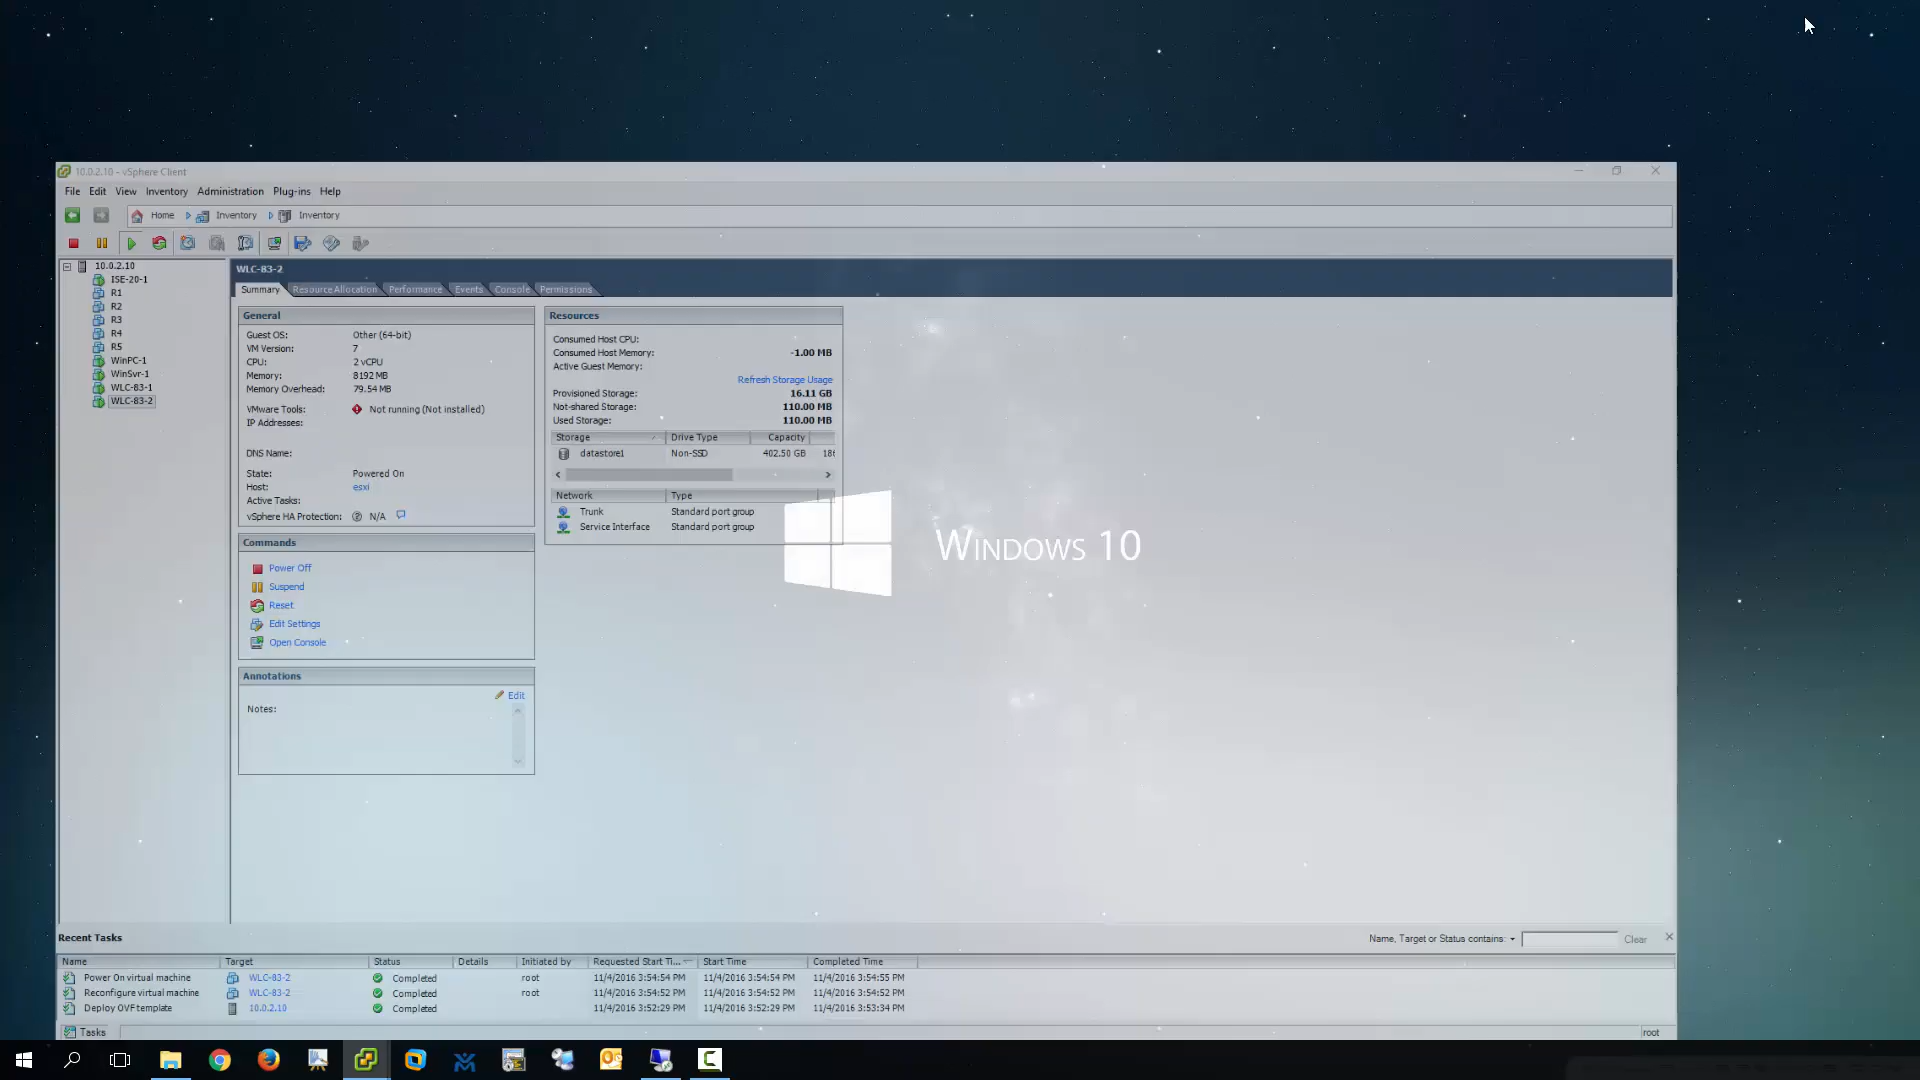 10.0.2.10 - vSphere Client
File Edit View Inventory Administration Plug-ins Help
Home Inventory Inventory
10.0.2.10
ISE-20-1
R1
R2
R3
R4
R5
WinPC-1
WinSvr-1
WLC-83-1
WLC-83-2
WLC-83-2
Summary Resource Allocation Performance Events Console Permissions
General
Guest OS: Other (64-bit)
VM Version: 7
CPU: 2 vCPU
Memory: 8192 MB
Memory Overhead: 79.54 MB
VMware Tools: Not running (Not installed)
IP Addresses:
DNS Name:
State: Powered On
Host: esxi
Active Tasks:
vSphere HA Protection: N/A
Commands
Power Off
Suspend
Reset
Edit Settings
Open Console
Annotations
Edit
Notes:
Resources
Consumed Host CPU:
Consumed Host Memory: -1.00 MB
Active Guest Memory:
Refresh Storage Usage
Provisioned Storage: 16.11 GB
Not-shared Storage: 110.00 MB
Used Storage: 110.00 MB
Storage Drive Type Capacity
datastore1 Non-SSD 402.50 GB 186
Network Type
Trunk Standard port group
Service Interface Standard port group
Windows 10
Recent Tasks
Name, Target or Status contains: Clear
Name Target Status Details Initiated by Requested Start Ti... Start Time Completed Time
Power On virtual machine WLC-83-2 Completed root 11/4/2016 3:54:54 PM 11/4/2016 3:54:54 PM 11/4/2016 3:54:55 PM
Reconfigure virtual machine WLC-83-2 Completed root 11/4/2016 3:54:52 PM 11/4/2016 3:54:52 PM 11/4/2016 3:54:52 PM
Deploy OVF template 10.0.2.10 Completed 11/4/2016 3:52:29 PM 11/4/2016 3:52:29 PM 11/4/2016 3:53:34 PM
Tasks root